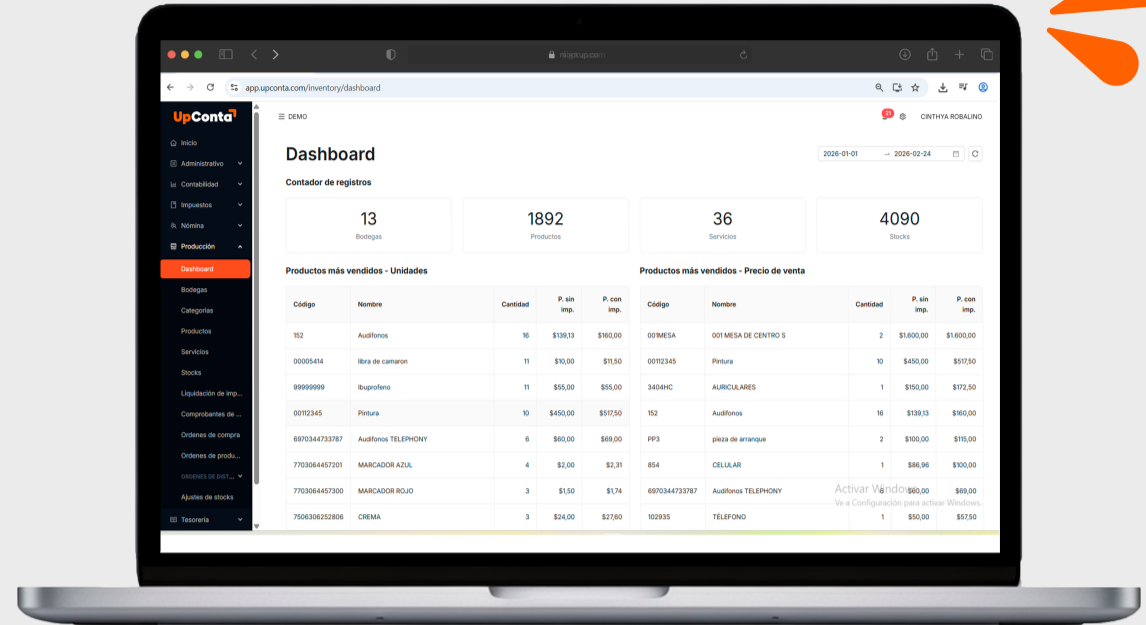 app.upconta.com/inventory/dashboard
UpConta
DEMO
21
CINTHYA ROBALINO
Inicio
Administrativo
Contabilidad
Impuestos
Nómina
Producción
Dashboard
Bodegas
Categorías
Productos
Servicios
Stocks
Liquidación de imp...
Comprobantes de ...
Ordenes de compra
Ordenes de produ...
ORDENES DE DIST...
Ajustes de stocks
Tesorería
Dashboard
2026-01-01 → 2026-02-24
Contador de registros
13 1892 36 4090
Bodegas Productos Servicios Stocks
Productos más vendidos - Unidades
Código Nombre Cantidad P. sin imp. P. con imp.
152 Audifonos 16 $139,13 $160,00
00005414 libra de camaron 11 $10,00 $11,50
99999999 Ibuprofeno 11 $55,00 $55,00
00112345 Pintura 10 $450,00 $517,50
6970344733787 Audifonos TELEPHONY 6 $60,00 $69,00
7703064457201 MARCADOR AZUL 4 $2,00 $2,31
7703064457300 MARCADOR ROJO 3 $1,50 $1,74
7506306252806 CREMA 3 $24,00 $27,60
Productos más vendidos - Precio de venta
Código Nombre Cantidad P. sin imp. P. con imp.
001MESA 001 MESA DE CENTRO S 2 $1.600,00 $1.600,00
00112345 Pintura 10 $450,00 $517,50
3404HC AURICULARES 1 $150,00 $172,50
152 Audifonos 16 $139,13 $160,00
PP3 pieza de arranque 2 $100,00 $115,00
854 CELULAR 1 $86,96 $100,00
6970344733787 Audifonos TELEPHONY 6 $60,00 $69,00
10293S TÉLEFONO 1 $50,00 $57,50
Activar Windows
Ve a Configuración para activar Windows.